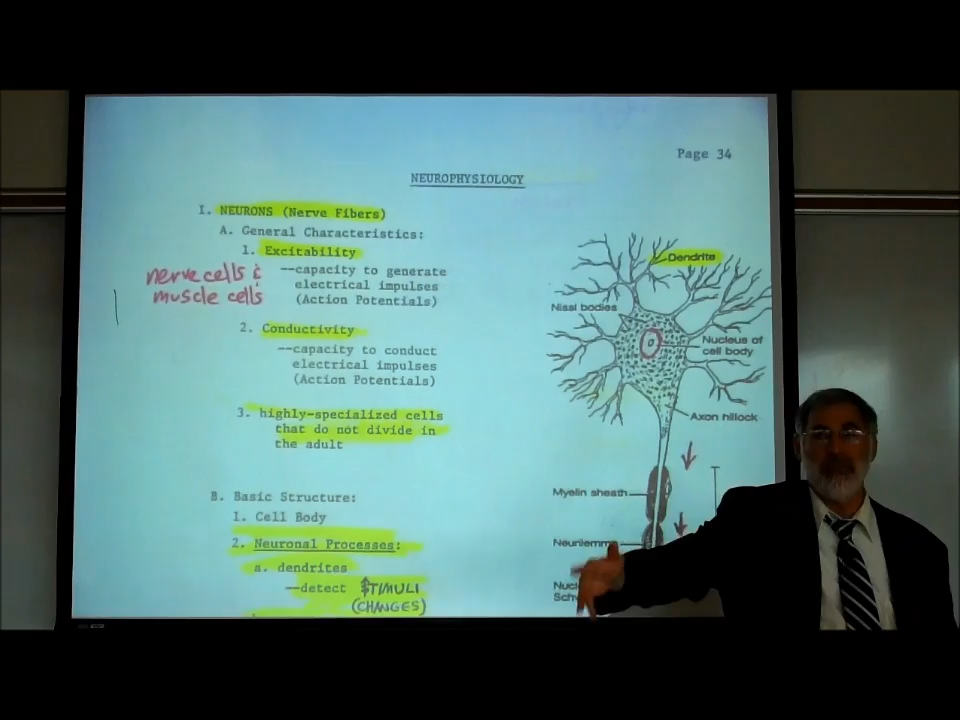 Page 34
NEUROPHYSIOLOGY
I. NEURONS (Nerve Fibers)
A. General Characteristics:
1. Excitability
--capacity to generate
electrical impulses
(Action Potentials)
nerve cells &
muscle cells
2. Conductivity
--capacity to conduct
electrical impulses
(Action Potentials)
3. highly-specialized cells
that do not divide in
the adult
B. Basic Structure:
1. Cell Body
2. Neuronal Processes:
a. dendrites
--detect STIMULI
(CHANGES)
Dendrite
Nissl bodies
Nucleus of
cell body
Axon hillock
Myelin sheath